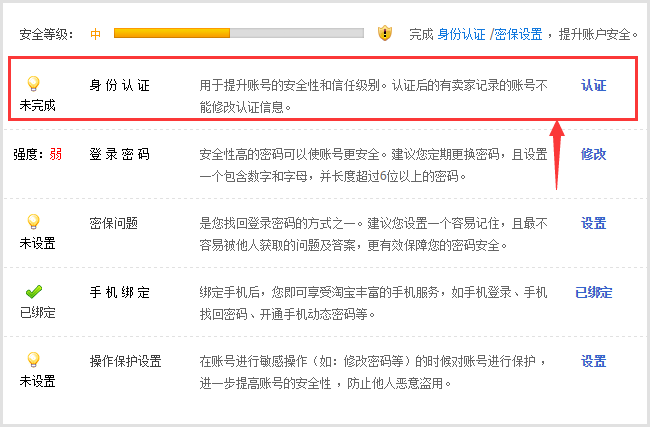 安全等级： 中 完成 身份认证 /密保设置 ，提升账户安全。
未完成
身 份 认 证
用于提升账号的安全性和信任级别。认证后的有卖家记录的账号不
能修改认证信息。
认证
强度：弱
登 录 密 码
安全性高的密码可以使账号更安全。建议您定期更换密码，且设置
一个包含数字和字母，并长度超过6位以上的密码。
修改
未设置
密保问题
是您找回登录密码的方式之一。建议您设置一个容易记住，且最不
容易被他人获取的问题及答案，更有效保障您的密码安全。
设置
已绑定
手 机 绑 定
绑定手机后，您即可享受淘宝丰富的手机服务，如手机登录、手机
找回密码、开通手机动态密码等。
已绑定
未设置
操作保护设置
在账号进行敏感操作（如：修改密码等）的时候对账号进行保护 ，
进一步提高账号的安全性 ，防止他人恶意盗用。
设置